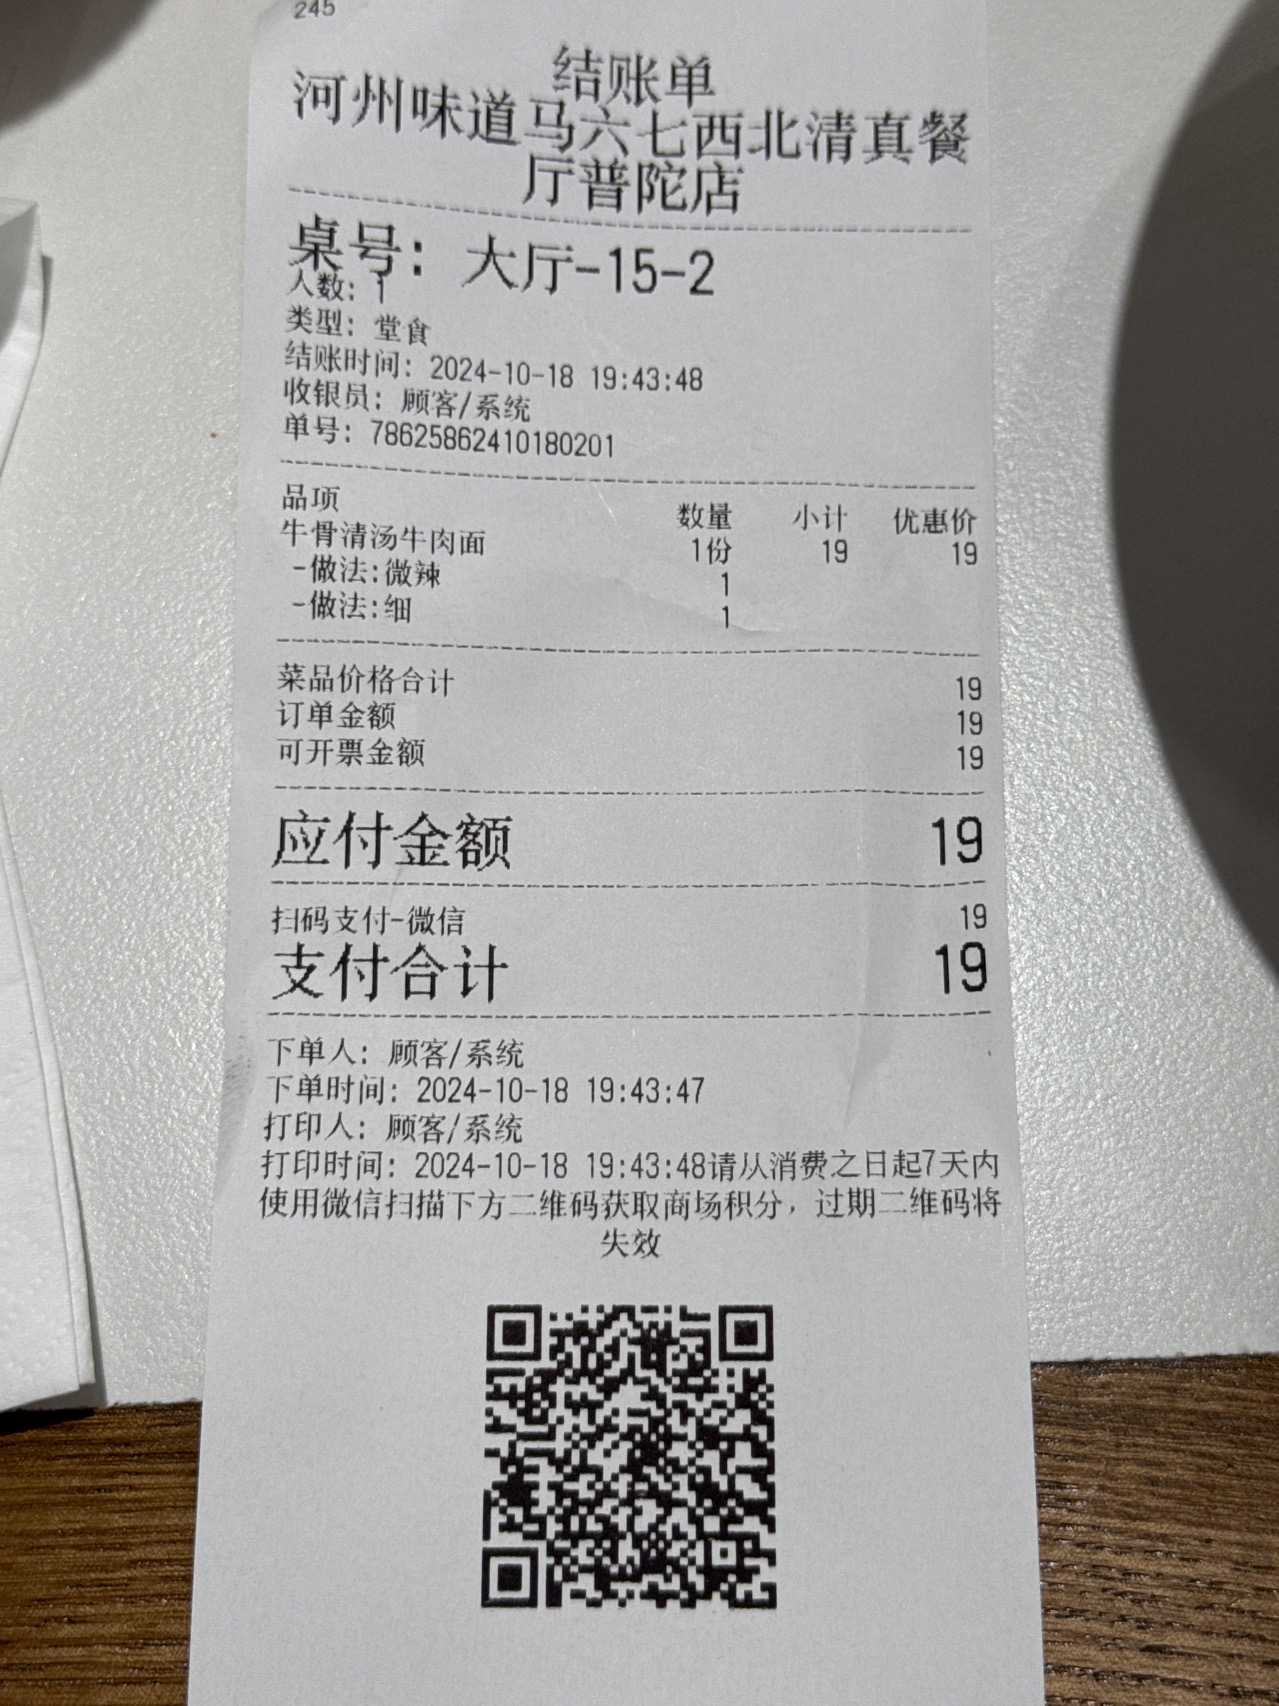 245
结账单
河州味道马六七西北清真餐
厅普陀店
桌号：大厅-15-2
人数：1
类型：堂食
结账时间：2024-10-18 19:43:48
收银员：顾客/系统
单号：78625862410180201
品项 数量 小计 优惠价
牛骨清汤牛肉面 1份 19 19
-做法:微辣 1
-做法:细 1
菜品价格合计 19
订单金额 19
可开票金额 19
应付金额 19
扫码支付-微信 19
支付合计 19
下单人：顾客/系统
下单时间：2024-10-18 19:43:47
打印人：顾客/系统
打印时间：2024-10-18 19:43:48请从消费之日起7天内
使用微信扫描下方二维码获取商场积分，过期二维码将
失效